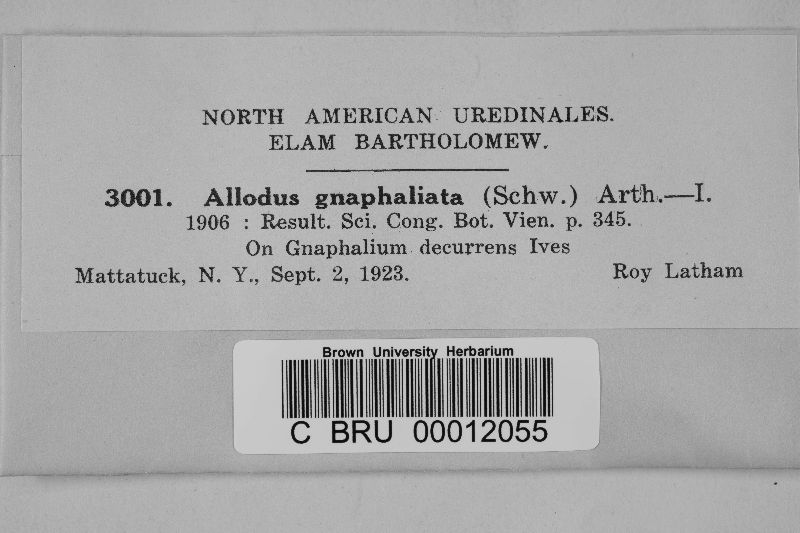 NORTH AMERICAN UREDINALES.
ELAM BARTHOLOMEW.
3001. Allodus gnaphaliata (Schw.) Arth.—I.
1906 : Result. Sci. Cong. Bot. Vien. p. 345.
On Gnaphalium decurrens Ives
Mattatuck, N. Y., Sept. 2, 1923. Roy Latham
Brown University Herbarium
C BRU 00012055